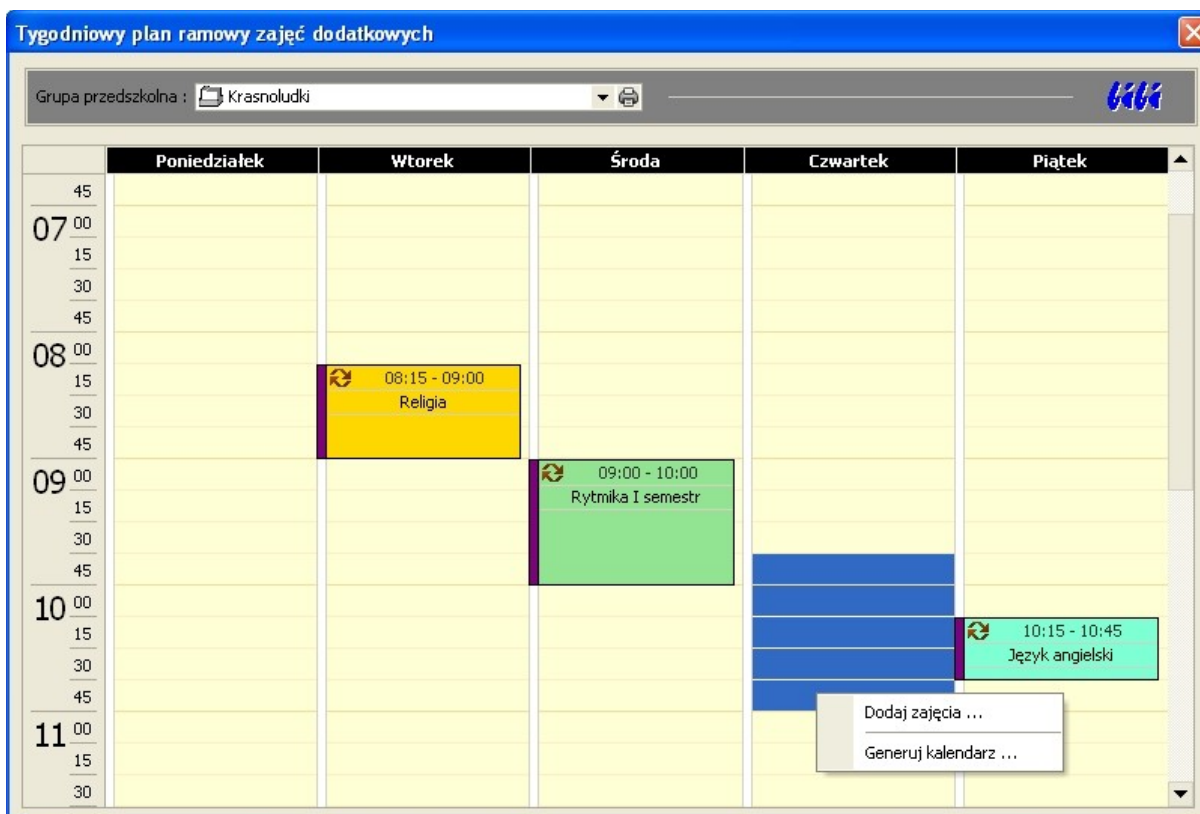 Tygodniowy plan ramowy zajęć dodatkowych
Grupa przedszkolna : Krasnoludki
bibi
Poniedziałek Wtorek Środa Czwartek Piątek
45
07 00
15
30
45
08 00
15 08:15 - 09:00
30 Religia
45
09 00 09:00 - 10:00
15 Rytmika I semestr
30
45
10 00
15 10:15 - 10:45
30 Język angielski
45
Dodaj zajęcia ...
11 00
15 Generuj kalendarz ...
30